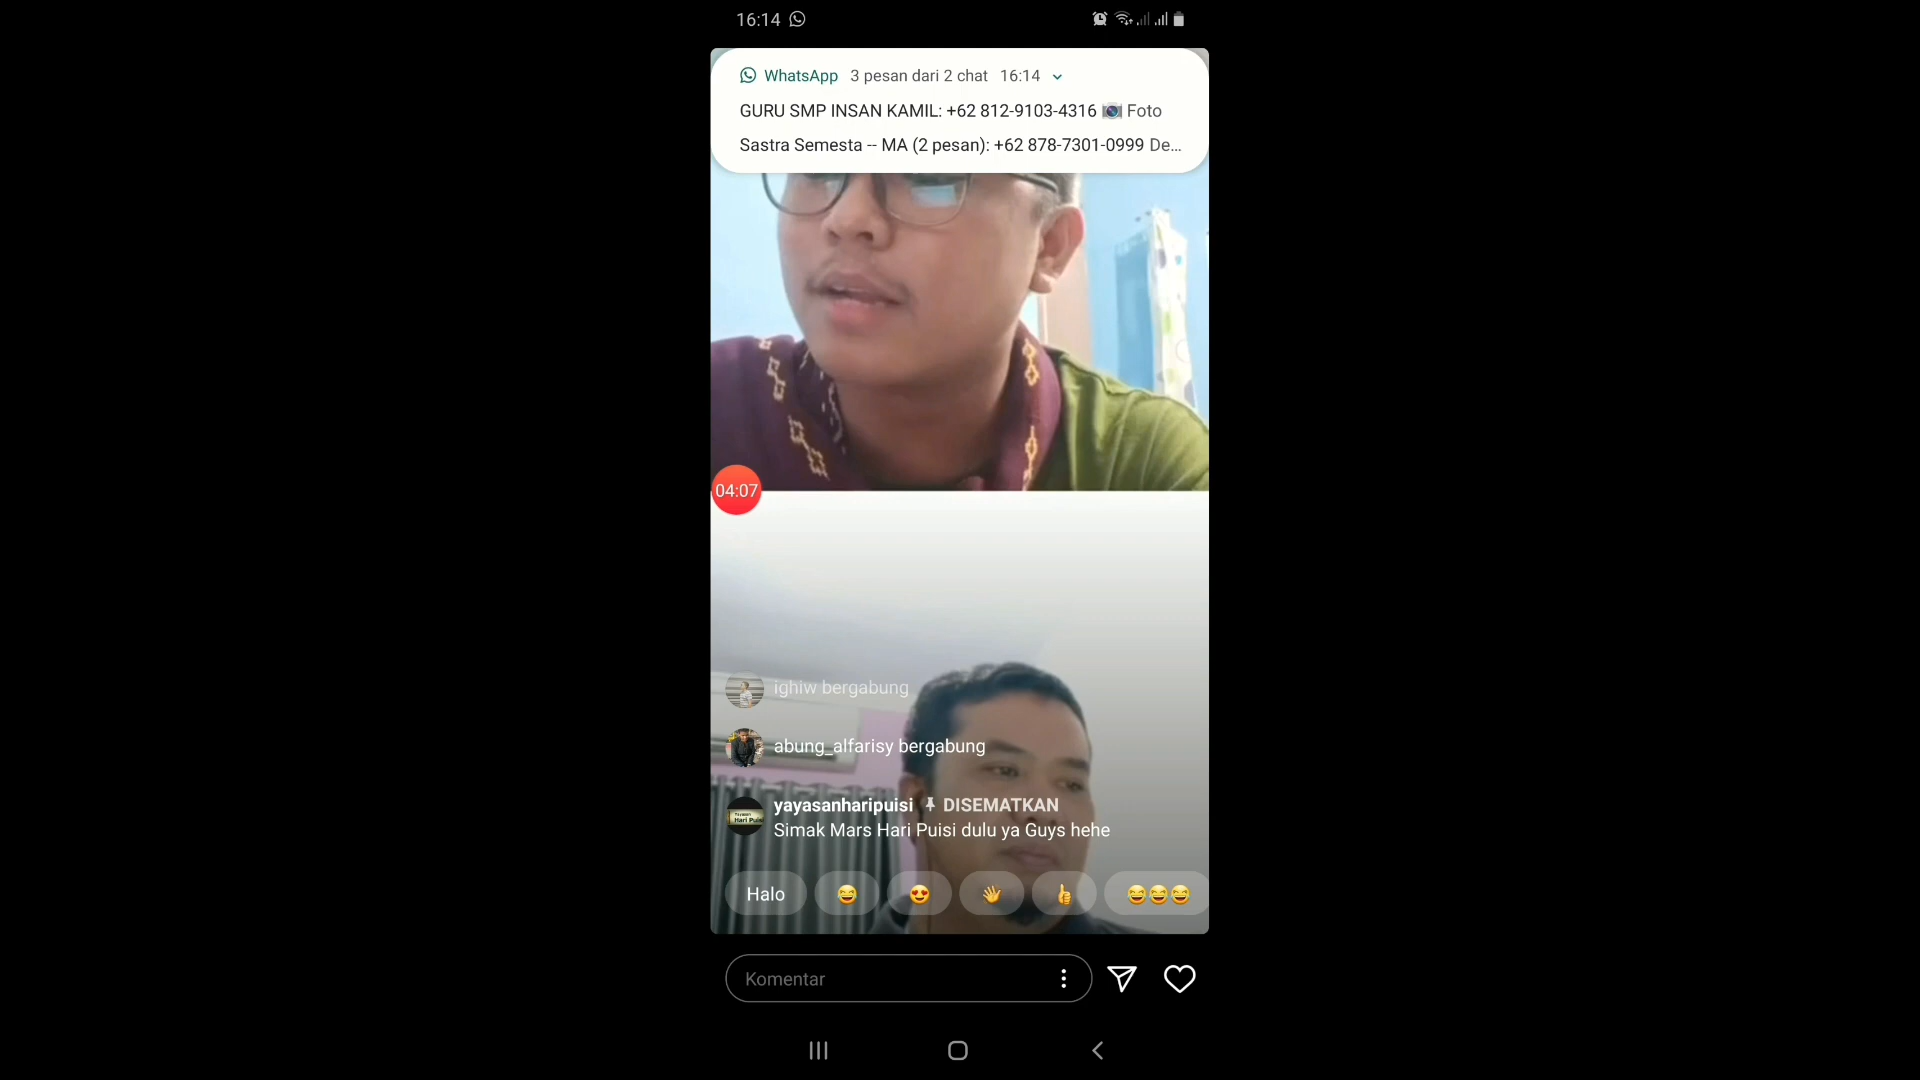 16:14
WhatsApp 3 pesan dari 2 chat 16:14
GURU SMP INSAN KAMIL: +62 812-9103-4316 📷 Foto
Sastra Semesta -- MA (2 pesan): +62 878-7301-0999 De...
04:07
ighiw bergabung
abung_alfarisy bergabung
yayasanharipuisi DISEMATKAN
Simak Mars Hari Puisi dulu ya Guys hehe
Halo 😅 😍 👋 👍 😂😂😂
Komentar